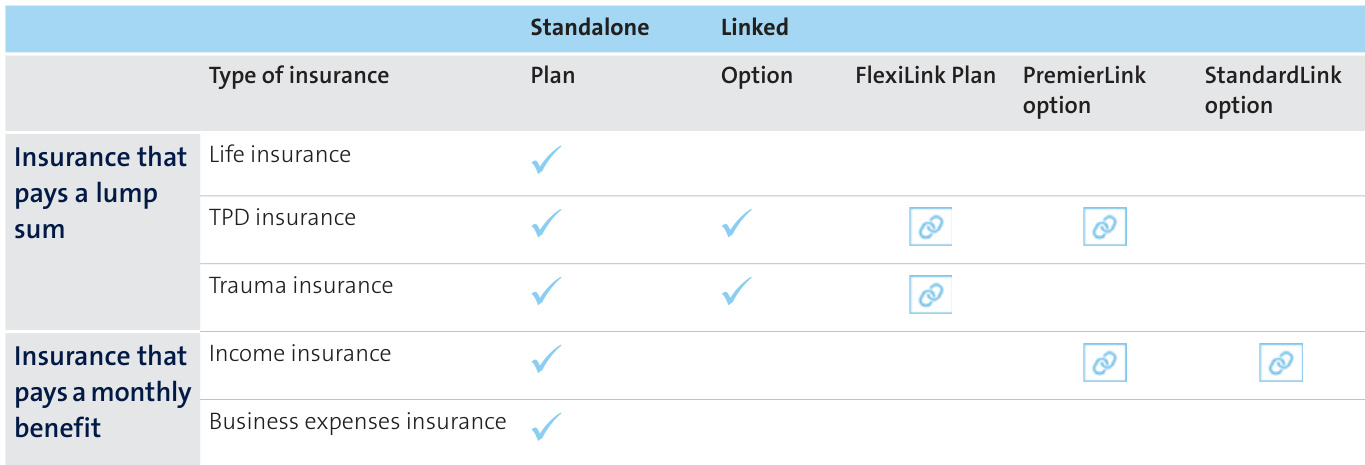 Standalone Linked
Type of insurance Plan Option FlexiLink Plan PremierLink option StandardLink option
Insurance that
pays a lump
sum
Life insurance
TPD insurance
Trauma insurance
Insurance that
pays a monthly
benefit
Income insurance
Business expenses insurance